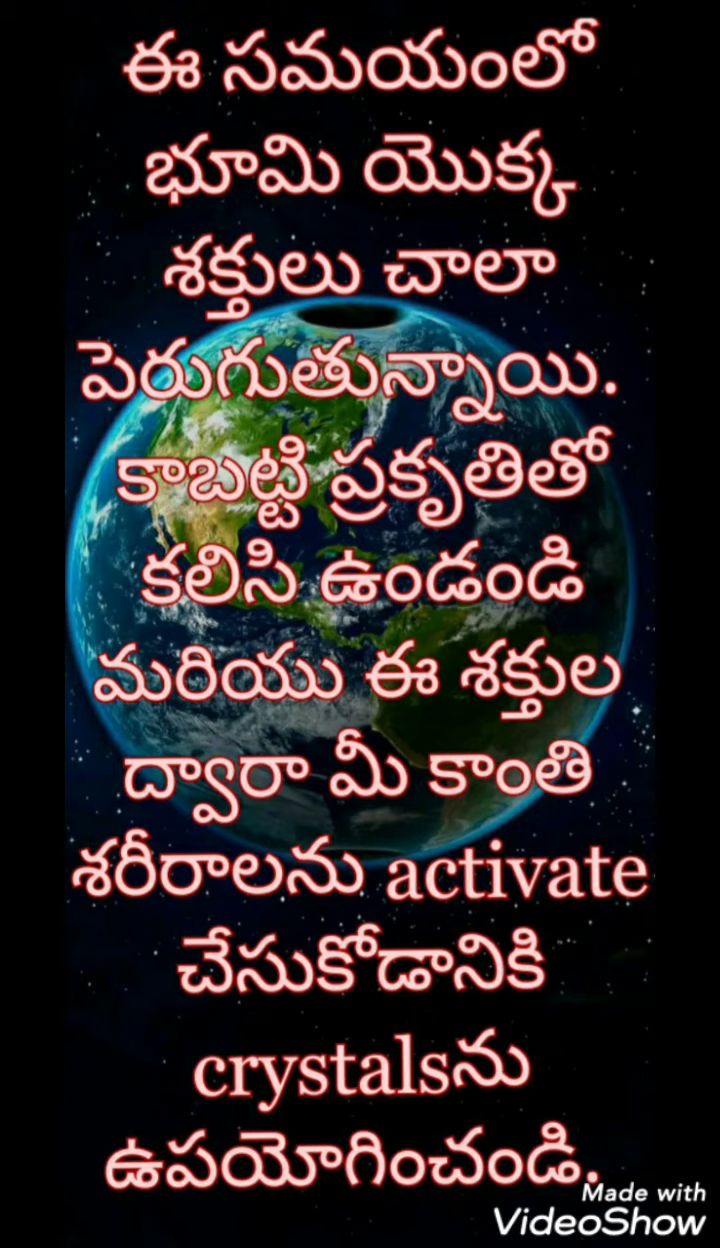 ఈ సమయంలో
భూమి యొక్క
శక్తులు చాలా
పెరుగుతున్నాయి.
కాబట్టి ప్రకృతితో
కలిసి ఉండండి
మరియు ఈ శక్తుల
ద్వారా మీ కాంతి
శరీరాలను activate
చేసుకోడానికి
crystalsను
ఉపయోగించండి.
Made with
VideoShow